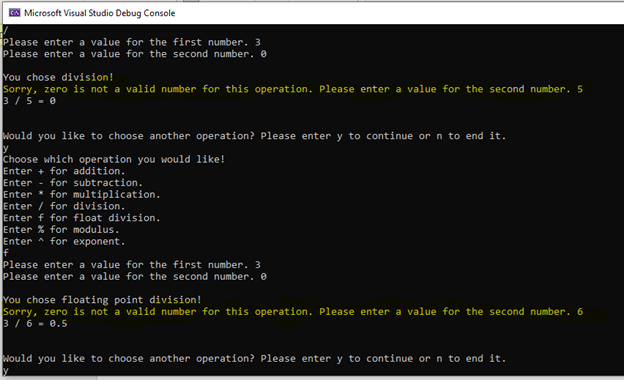 Microsoft Visual Studio Debug Console
/
Please enter a value for the first number. 3
Please enter a value for the second number. 0
You chose division!
Sorry, zero is not a valid number for this operation. Please enter a value for the second number. 5
3 / 5 = 0
Would you like to choose another operation? Please enter y to continue or n to end it.
y
Choose which operation you would like!
Enter + for addition.
Enter - for subtraction.
Enter * for multiplication.
Enter / for division.
Enter f for float division.
Enter % for modulus.
Enter ^ for exponent.
f
Please enter a value for the first number. 3
Please enter a value for the second number. 0
You chose floating point division!
Sorry, zero is not a valid number for this operation. Please enter a value for the second number. 6
3 / 6 = 0.5
Would you like to choose another operation? Please enter y to continue or n to end it.
y